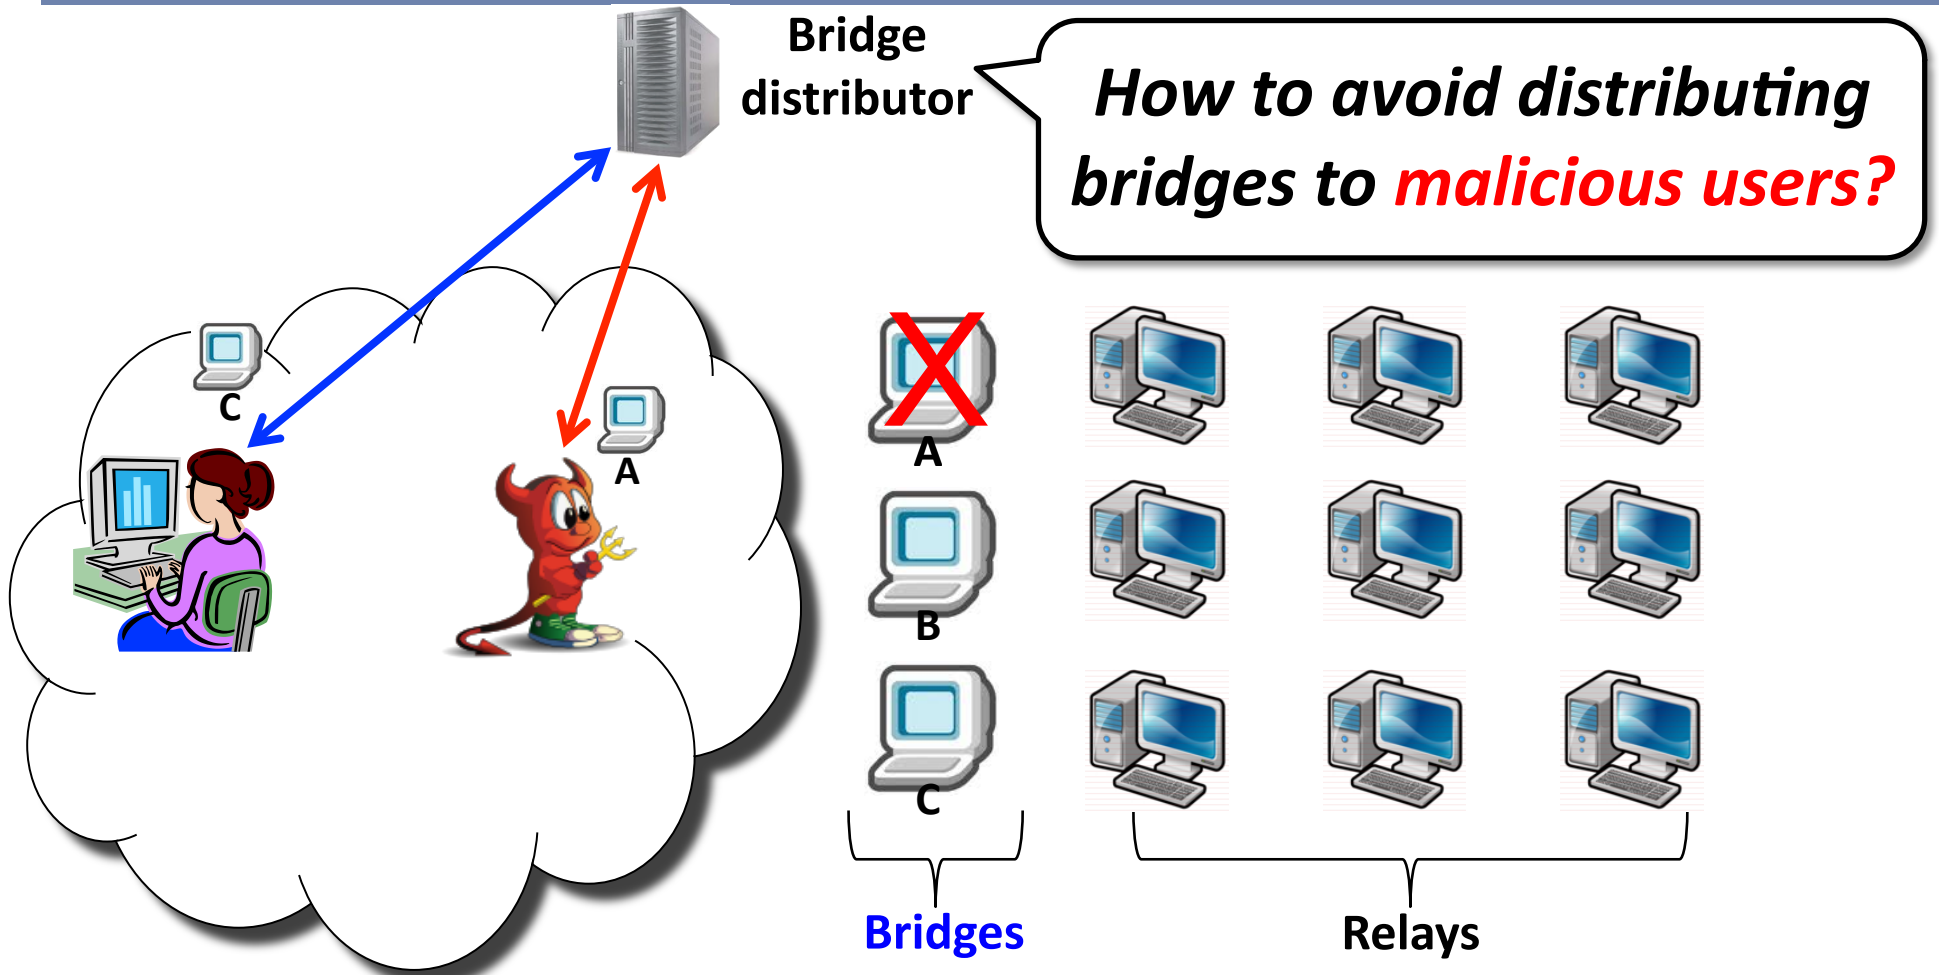 Bridge
distributor
How to avoid distributing
bridges to malicious users?
C
A
X
A
B
C
Bridges
Relays